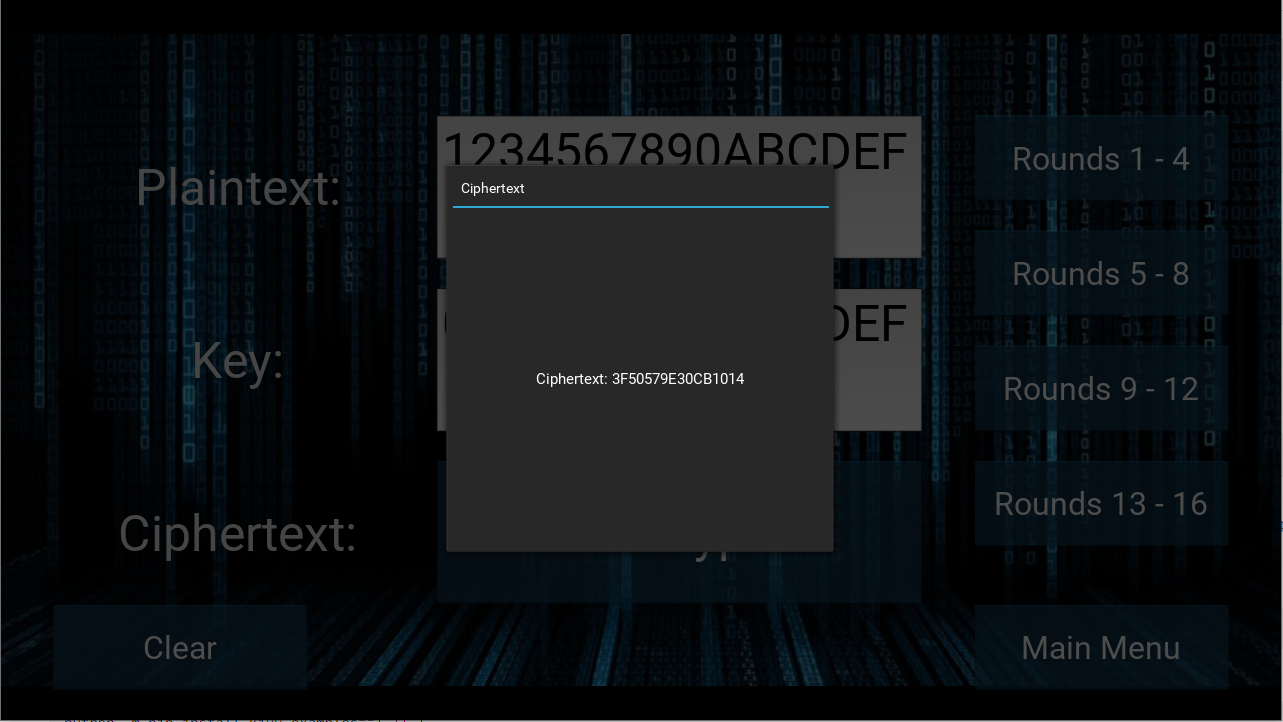 Plaintext:
1234567890ABCDEF
Rounds 1 - 4
Ciphertext
Rounds 5 - 8
Key:
DEF
Ciphertext: 3F50579E30CB1014
Rounds 9 - 12
Ciphertext:
Rounds 13 - 16
Clear
Main Menu